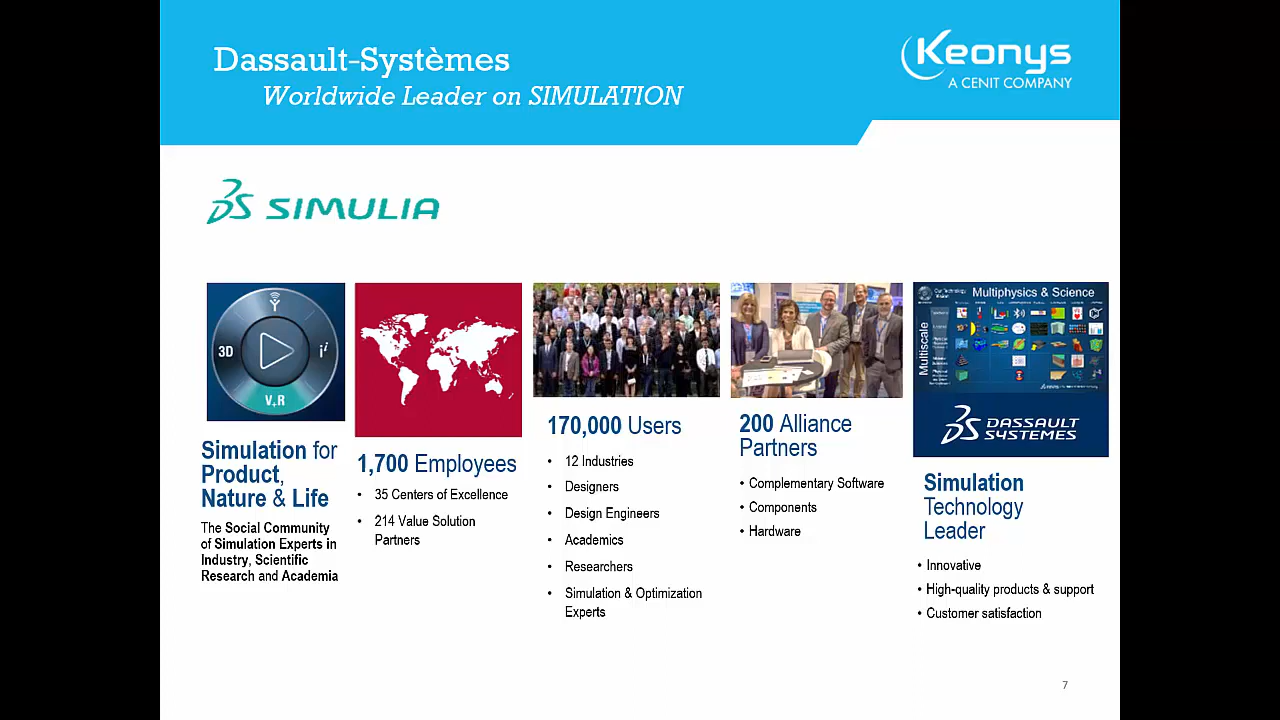 Dassault-Systèmes
Worldwide Leader on SIMULATION
Keonys
A CENIT COMPANY
SIMULIA
3D
V+R
Simulation for
Product,
Nature & Life
The Social Community
of Simulation Experts in
Industry, Scientific
Research and Academia
1,700 Employees
• 35 Centers of Excellence
• 214 Value Solution
Partners
170,000 Users
• 12 Industries
• Designers
• Design Engineers
• Academics
• Researchers
• Simulation & Optimization
Experts
200 Alliance
Partners
• Complementary Software
• Components
• Hardware
Our Technology
Vision
Multiphysics & Science
Multiscale
DASSAULT
SYSTEMES
Simulation
Technology
Leader
• Innovative
• High-quality products & support
• Customer satisfaction
7